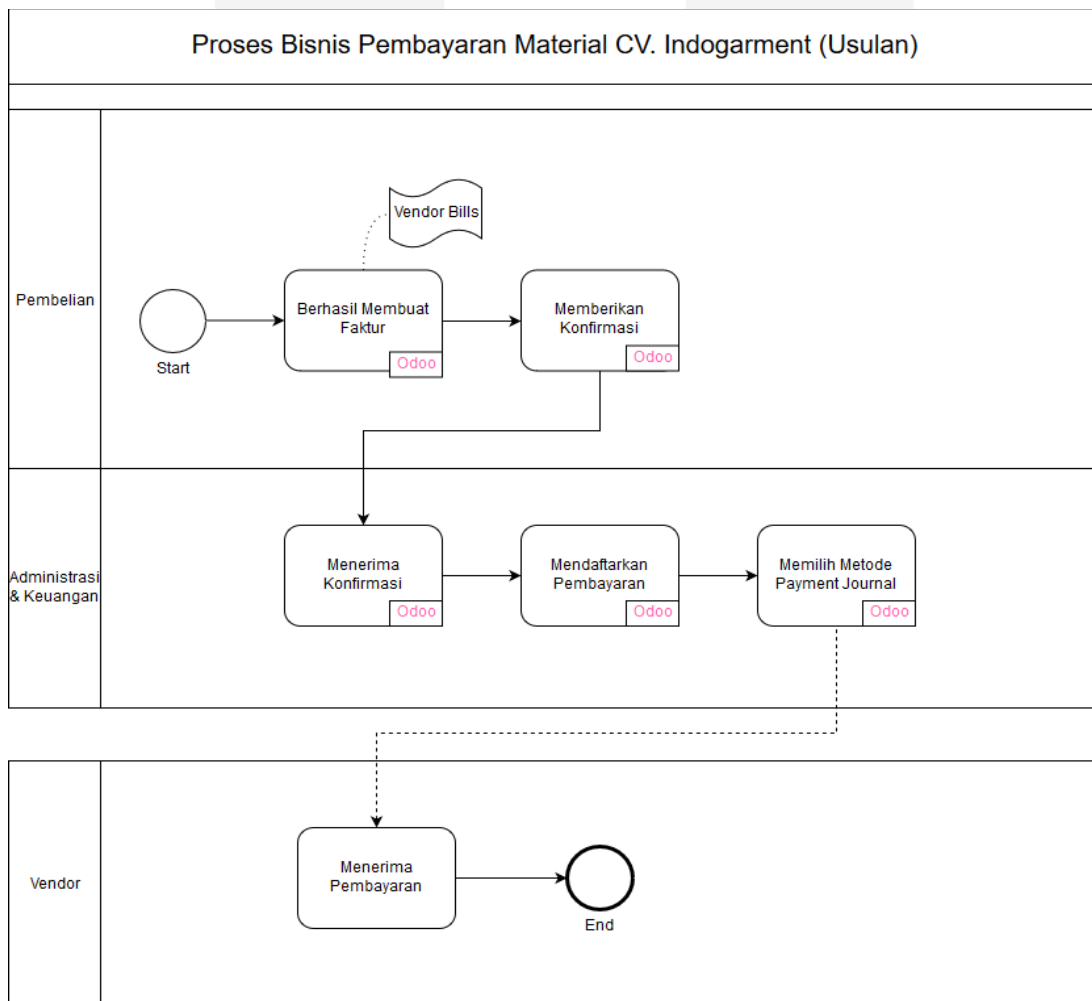 Proses Bisnis Pembayaran Material CV. Indogarment (Usulan)
Pembelian
Start
Vendor Bills
Berhasil Membuat
Faktur
Odoo
Memberikan
Konfirmasi
Odoo
Administrasi
& Keuangan
Menerima
Konfirmasi
Odoo
Mendaftarkan
Pembayaran
Odoo
Memilih Metode
Payment Journal
Odoo
Vendor
Menerima
Pembayaran
End